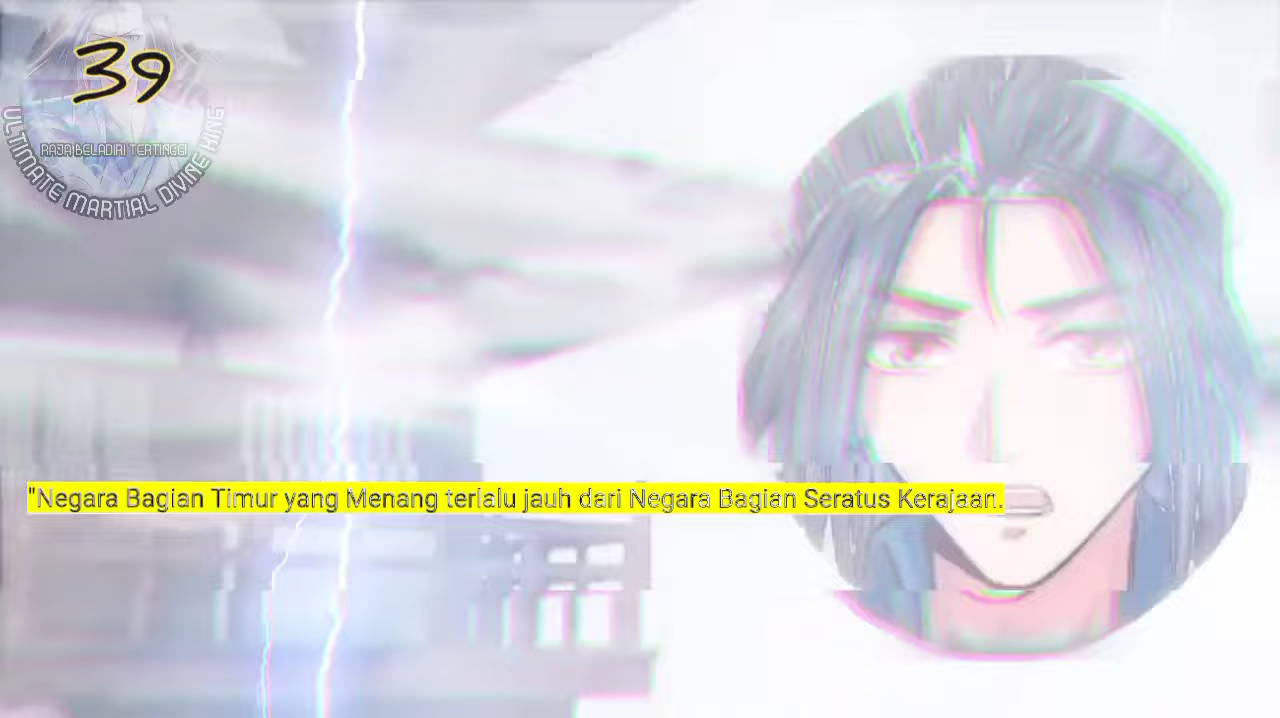 39
RAJA BELADIRI TERTINGGI
ULTIMATE MARTIAL DIVINE KING
"Negara Bagian Timur yang Menang terlalu jauh dari Negara Bagian Seratus Kerajaan.